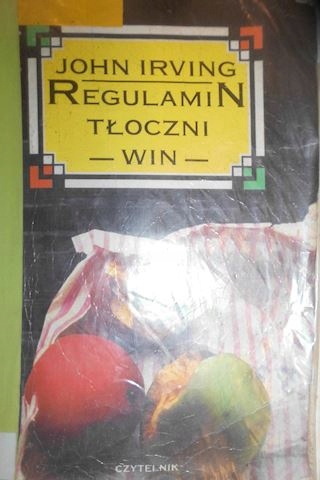 JOHN IRVING
REGULAMIN
TŁOCZNI
— WIN —
CZYTELNIK